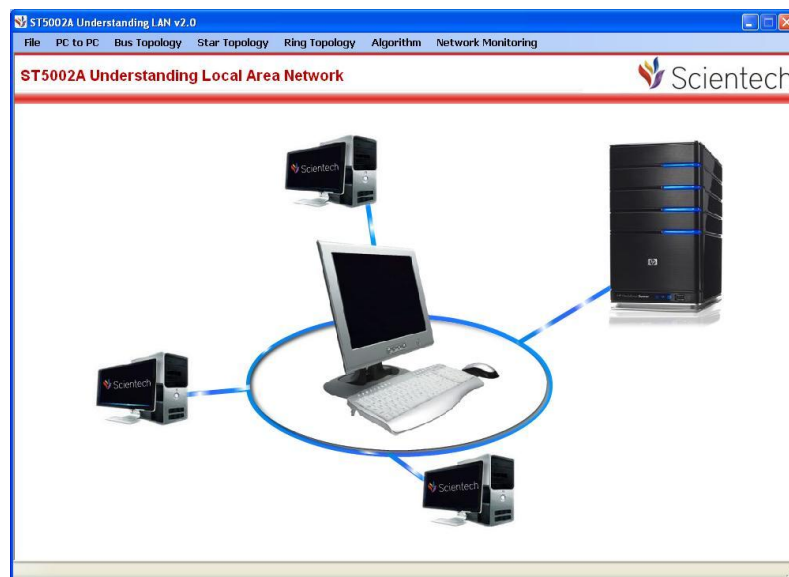 ST5002A Understanding LAN v2.0
File PC to PC Bus Topology Star Topology Ring Topology Algorithm Network Monitoring
ST5002A Understanding Local Area Network
Scientech
Scientech
Scientech
Scientech
hp